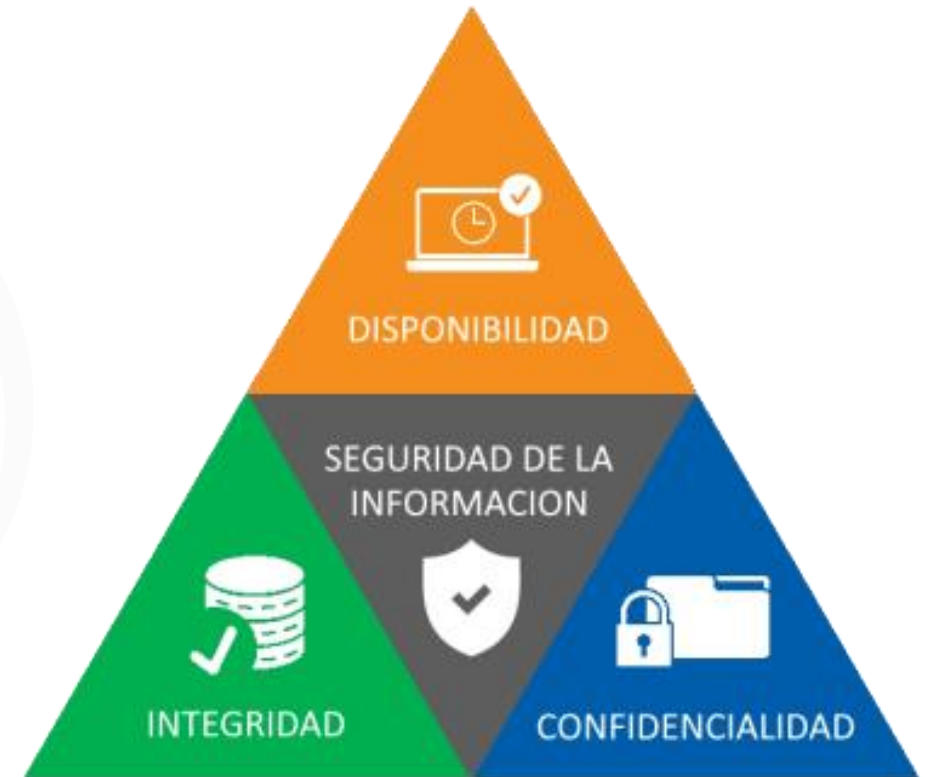 DISPONIBILIDAD
SEGURIDAD DE LA
INFORMACION
INTEGRIDAD
CONFIDENCIALIDAD